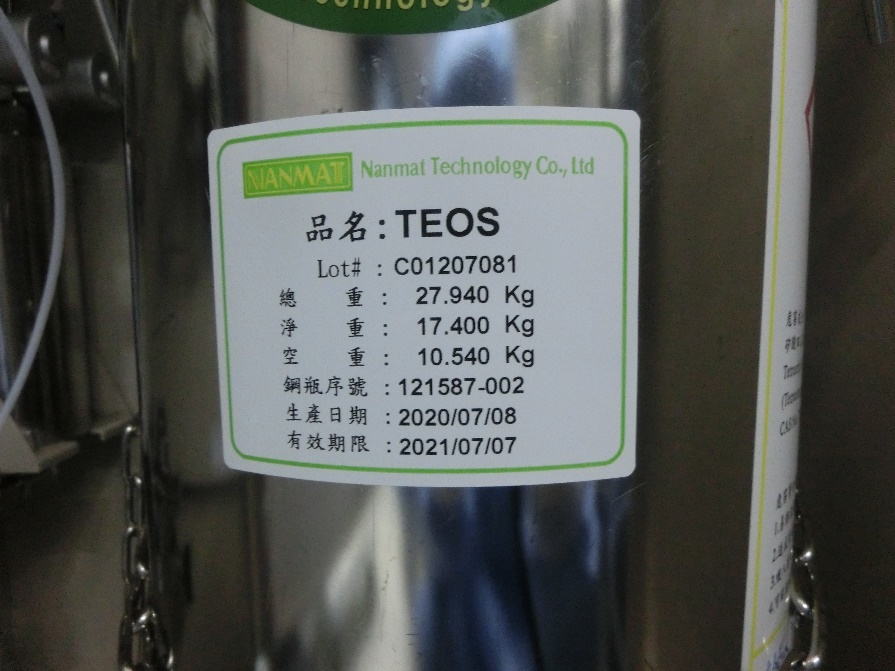 Technology
NANMAT Nanmat Technology Co., Ltd
品名：TEOS
Lot# : C01207081
總 重 : 27.940 Kg
淨 重 : 17.400 Kg
空 重 : 10.540 Kg
鋼瓶序號 : 121587-002
生產日期 : 2020/07/08
有效期限 : 2021/07/07